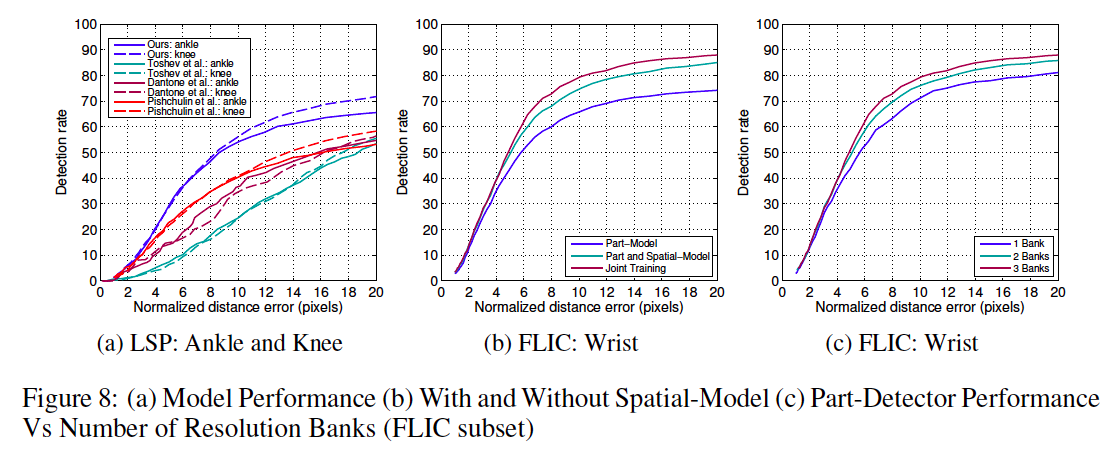 100
90
80
70
60
50
40
30
20
10
0
Detection rate
Ours: ankle
Ours: knee
Toshev et al.: ankle
Toshev et al.: knee
Dantone et al.: ankle
Dantone et al.: knee
Pishchulin et al.: ankle
Pishchulin et al.: knee
0 2 4 6 8 10 12 14 16 18 20
Normalized distance error (pixels)
(a) LSP: Ankle and Knee
100
90
80
70
60
50
40
30
20
10
0
Detection rate
Part–Model
Part and Spatial–Model
Joint Training
0 2 4 6 8 10 12 14 16 18 20
Normalized distance error (pixels)
(b) FLIC: Wrist
100
90
80
70
60
50
40
30
20
10
0
Detection rate
1 Bank
2 Banks
3 Banks
0 2 4 6 8 10 12 14 16 18 20
Normalized distance error (pixels)
(c) FLIC: Wrist
Figure 8: (a) Model Performance (b) With and Without Spatial-Model (c) Part-Detector Performance
Vs Number of Resolution Banks (FLIC subset)